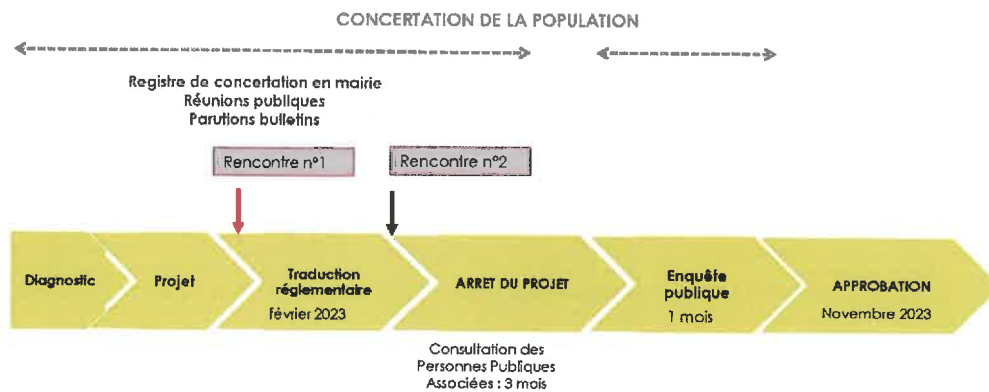 CONCERTATION DE LA POPULATION
Registre de concertation en mairie
Réunions publiques
Parutions bulletins
Rencontre n°1
Rencontre n°2
Diagnostic
Projet
Traduction
réglementaire
février 2023
ARRET DU PROJET
Enquête
publique
1 mois
APPROBATION
Novembre 2023
Consultation des
Personnes Publiques
Associées : 3 mois